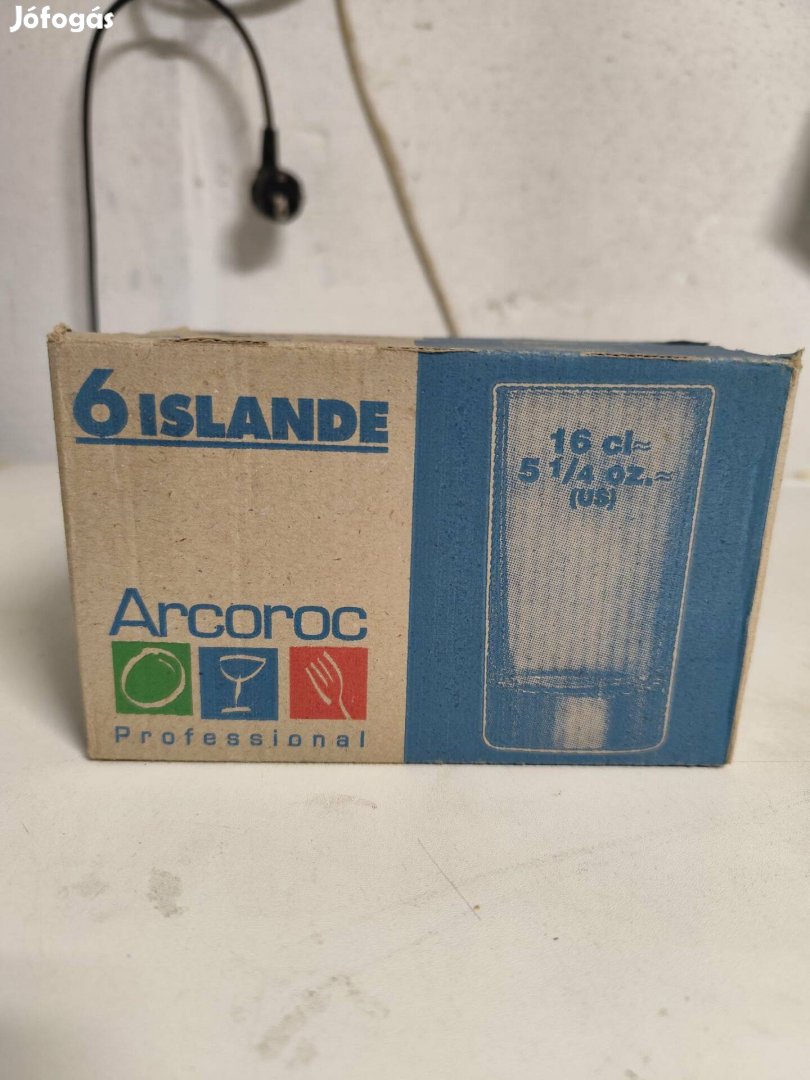 Jófogás
6 ISLANDE
16 cl≈
5 1/4 oz.≈
(US)
Arcoroc
Professional